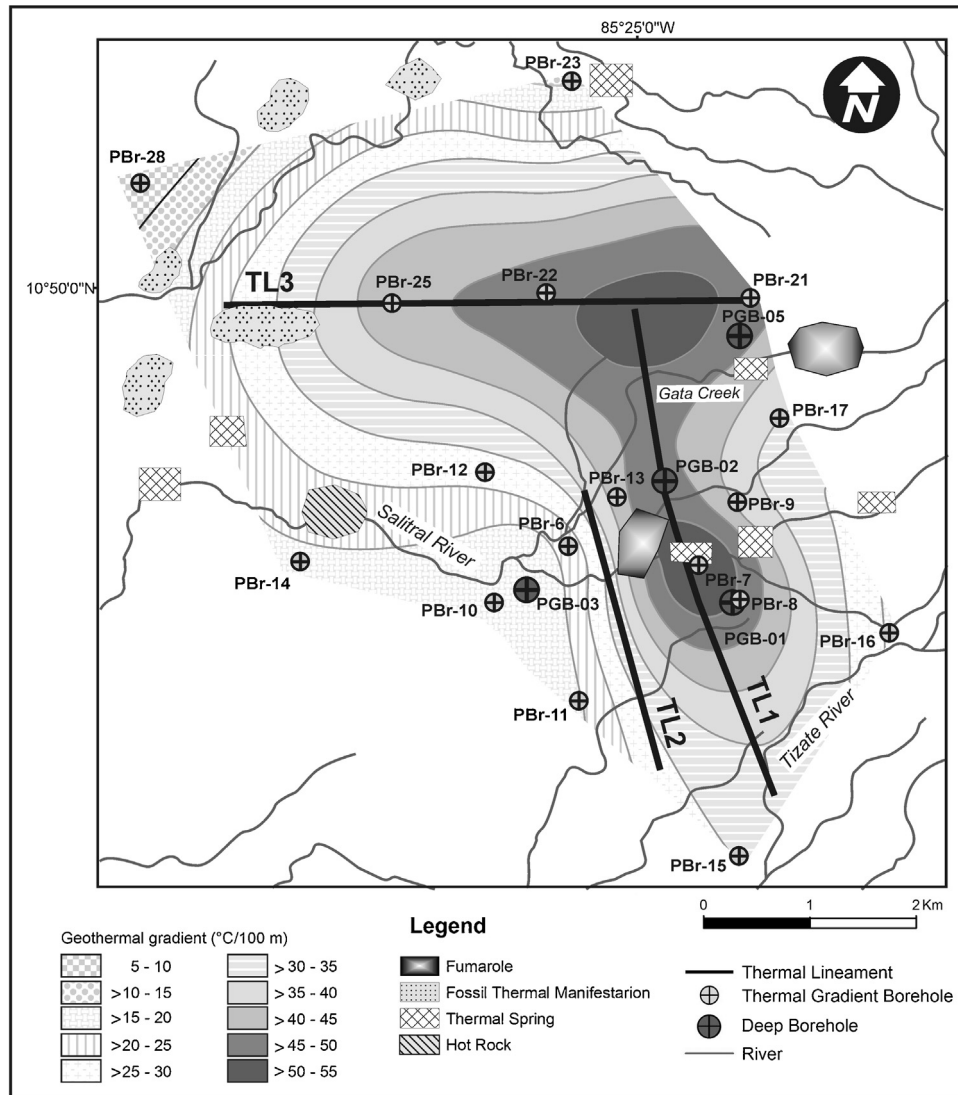 85°25'0"W
PBr-23
N
PBr-28
10°50'0"N
TL3
PBr-25
PBr-22
PBr-21
PGB-05
Gata Creek
PBr-17
PBr-12
PBr-13
PGB-02
PBr-9
PBr-6
Salitral River
PBr-14
PBr-7
PBr-10
PGB-03
PBr-8
PGB-01
PBr-16
PBr-11
TL2
TL1
Tizate River
PBr-15
0 1 2 Km
Geothermal gradient (°C/100 m)
5 - 10
>10 - 15
>15 - 20
>20 - 25
>25 - 30
>30 - 35
>35 - 40
>40 - 45
>45 - 50
>50 - 55
Legend
Fumarole
Fossil Thermal Manifestarion
Thermal Spring
Hot Rock
Thermal Lineament
Thermal Gradient Borehole
Deep Borehole
River